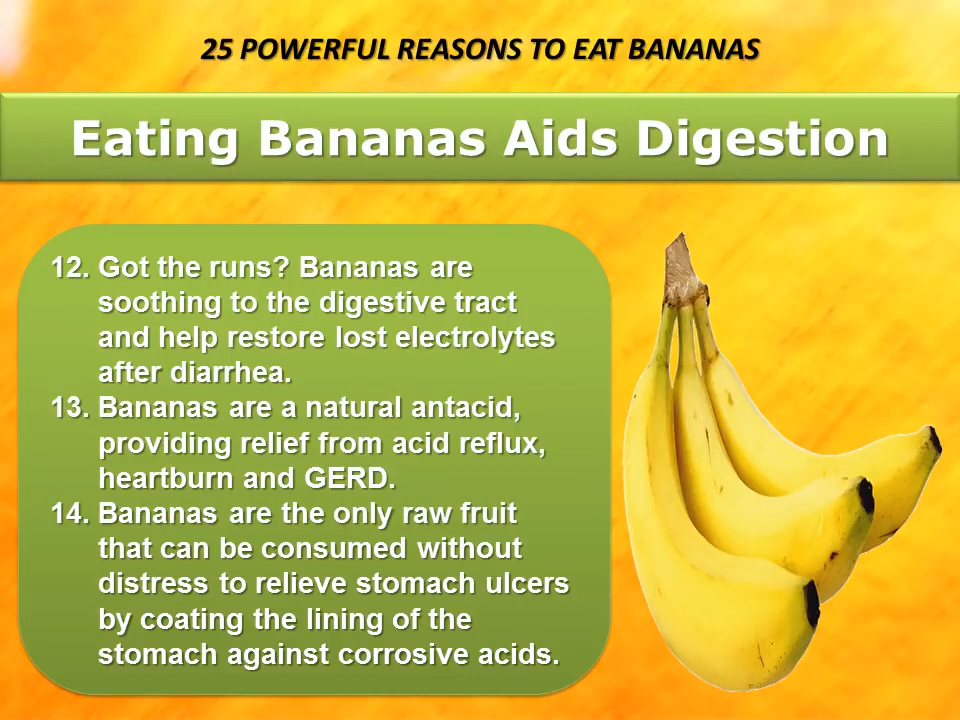 25 POWERFUL REASONS TO EAT BANANAS
Eating Bananas Aids Digestion
12. Got the runs? Bananas are
soothing to the digestive tract
and help restore lost electrolytes
after diarrhea.
13. Bananas are a natural antacid,
providing relief from acid reflux,
heartburn and GERD.
14. Bananas are the only raw fruit
that can be consumed without
distress to relieve stomach ulcers
by coating the lining of the
stomach against corrosive acids.